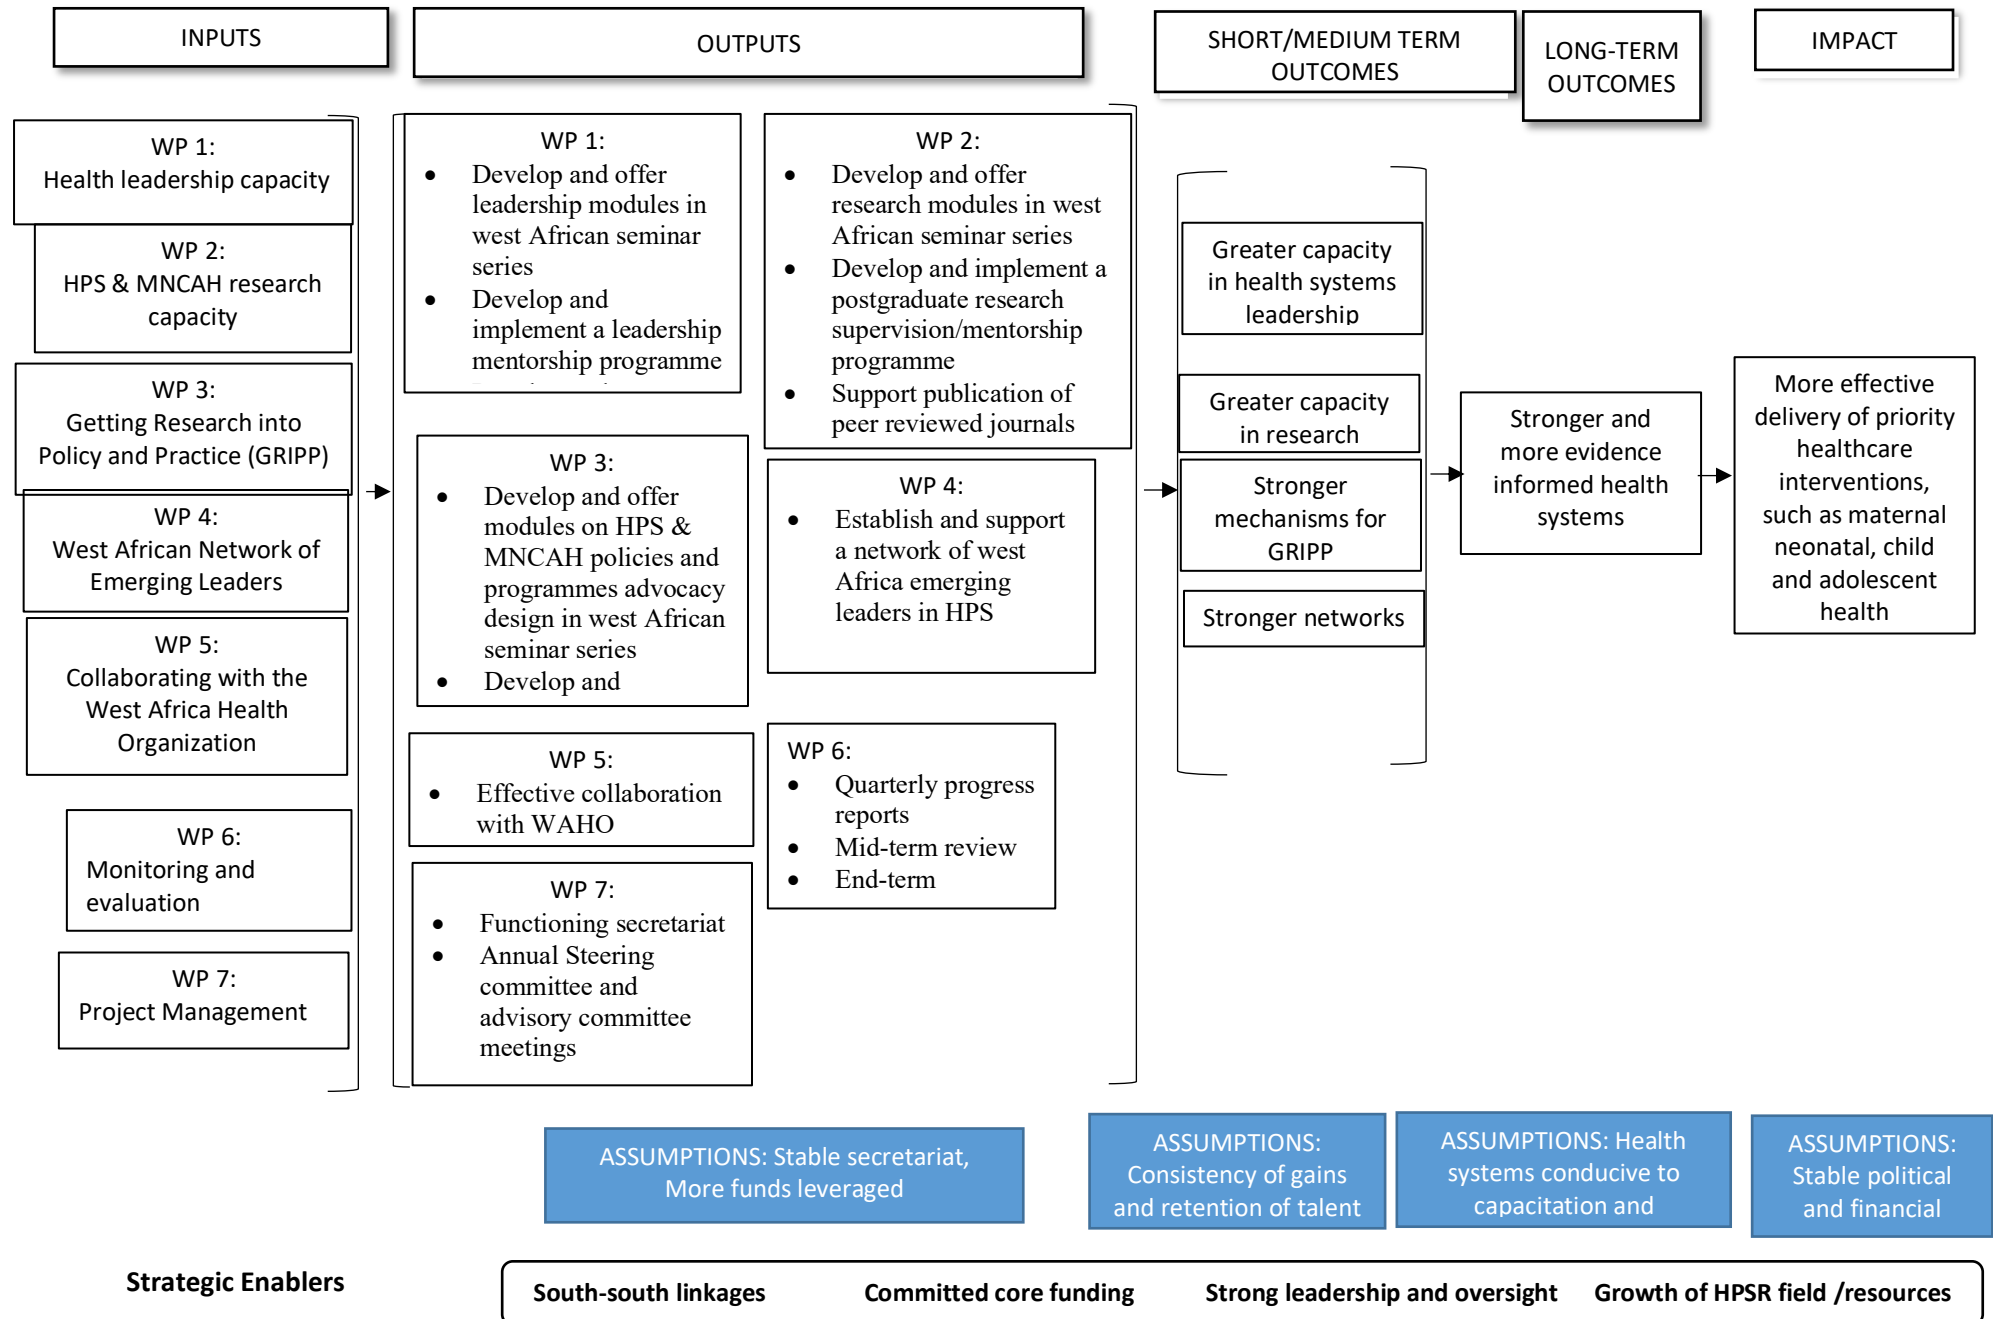 INPUTS
OUTPUTS
SHORT/MEDIUM TERM
OUTCOMES
LONG-TERM
OUTCOMES
IMPACT
WP 1:
Health leadership capacity
WP 2:
HPS & MNCAH research
capacity
WP 3:
Getting Research into
Policy and Practice (GRIPP)
WP 4:
West African Network of
Emerging Leaders
WP 5:
Collaborating with the
West Africa Health
Organization
WP 6:
Monitoring and
evaluation
WP 7:
Project Management
WP 1:
• Develop and offer
leadership modules in
west African seminar
series
• Develop and
implement a leadership
mentorship programme
WP 2:
• Develop and offer
research modules in west
African seminar series
• Develop and implement a
postgraduate research
supervision/mentorship
programme
• Support publication of
peer reviewed journals
WP 3:
• Develop and offer
modules on HPS &
MNCAH policies and
programmes advocacy
design in west African
seminar series
• Develop and
WP 4:
• Establish and support
a network of west
Africa emerging
leaders in HPS
WP 5:
• Effective collaboration
with WAHO
WP 6:
• Quarterly progress
reports
• Mid-term review
• End-term
WP 7:
• Functioning secretariat
• Annual Steering
committee and
advisory committee
meetings
Greater capacity
in health systems
leadership
Greater capacity
in research
Stronger
mechanisms for
GRIPP
Stronger networks
Stronger and
more evidence
informed health
systems
More effective
delivery of priority
healthcare
interventions,
such as maternal
neonatal, child
and adolescent
health
ASSUMPTIONS: Stable secretariat,
More funds leveraged
ASSUMPTIONS:
Consistency of gains
and retention of talent
ASSUMPTIONS: Health
systems conducive to
capacitation and
ASSUMPTIONS:
Stable political
and financial
Strategic Enablers
South-south linkages
Committed core funding
Strong leadership and oversight
Growth of HPSR field /resources